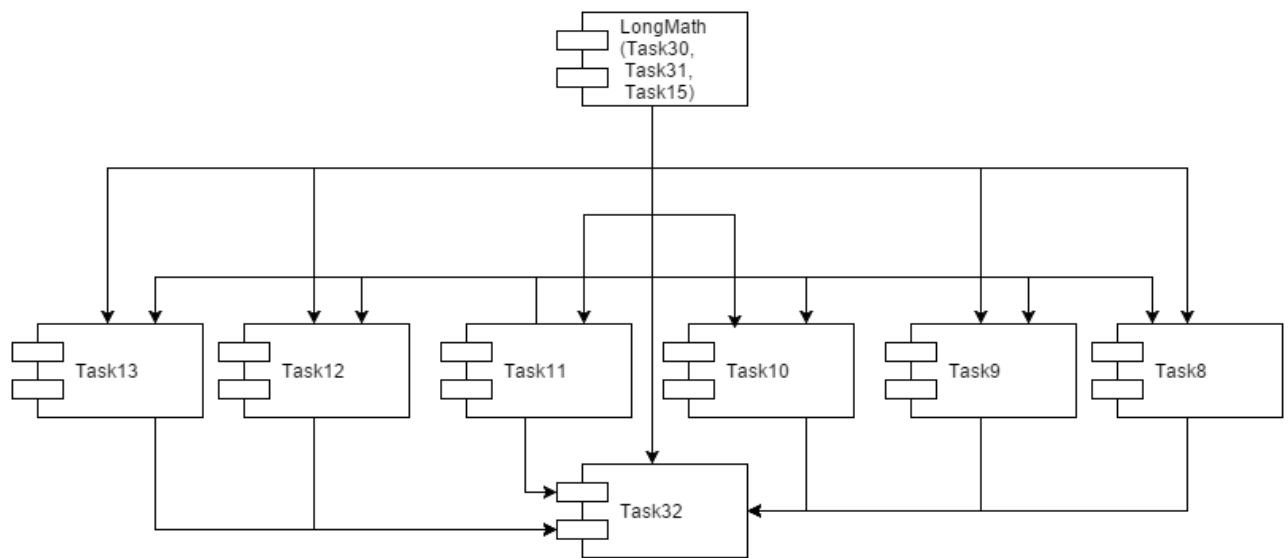 LongMath
(Task30,
Task31,
Task15)
Task13
Task12
Task11
Task10
Task9
Task8
Task32